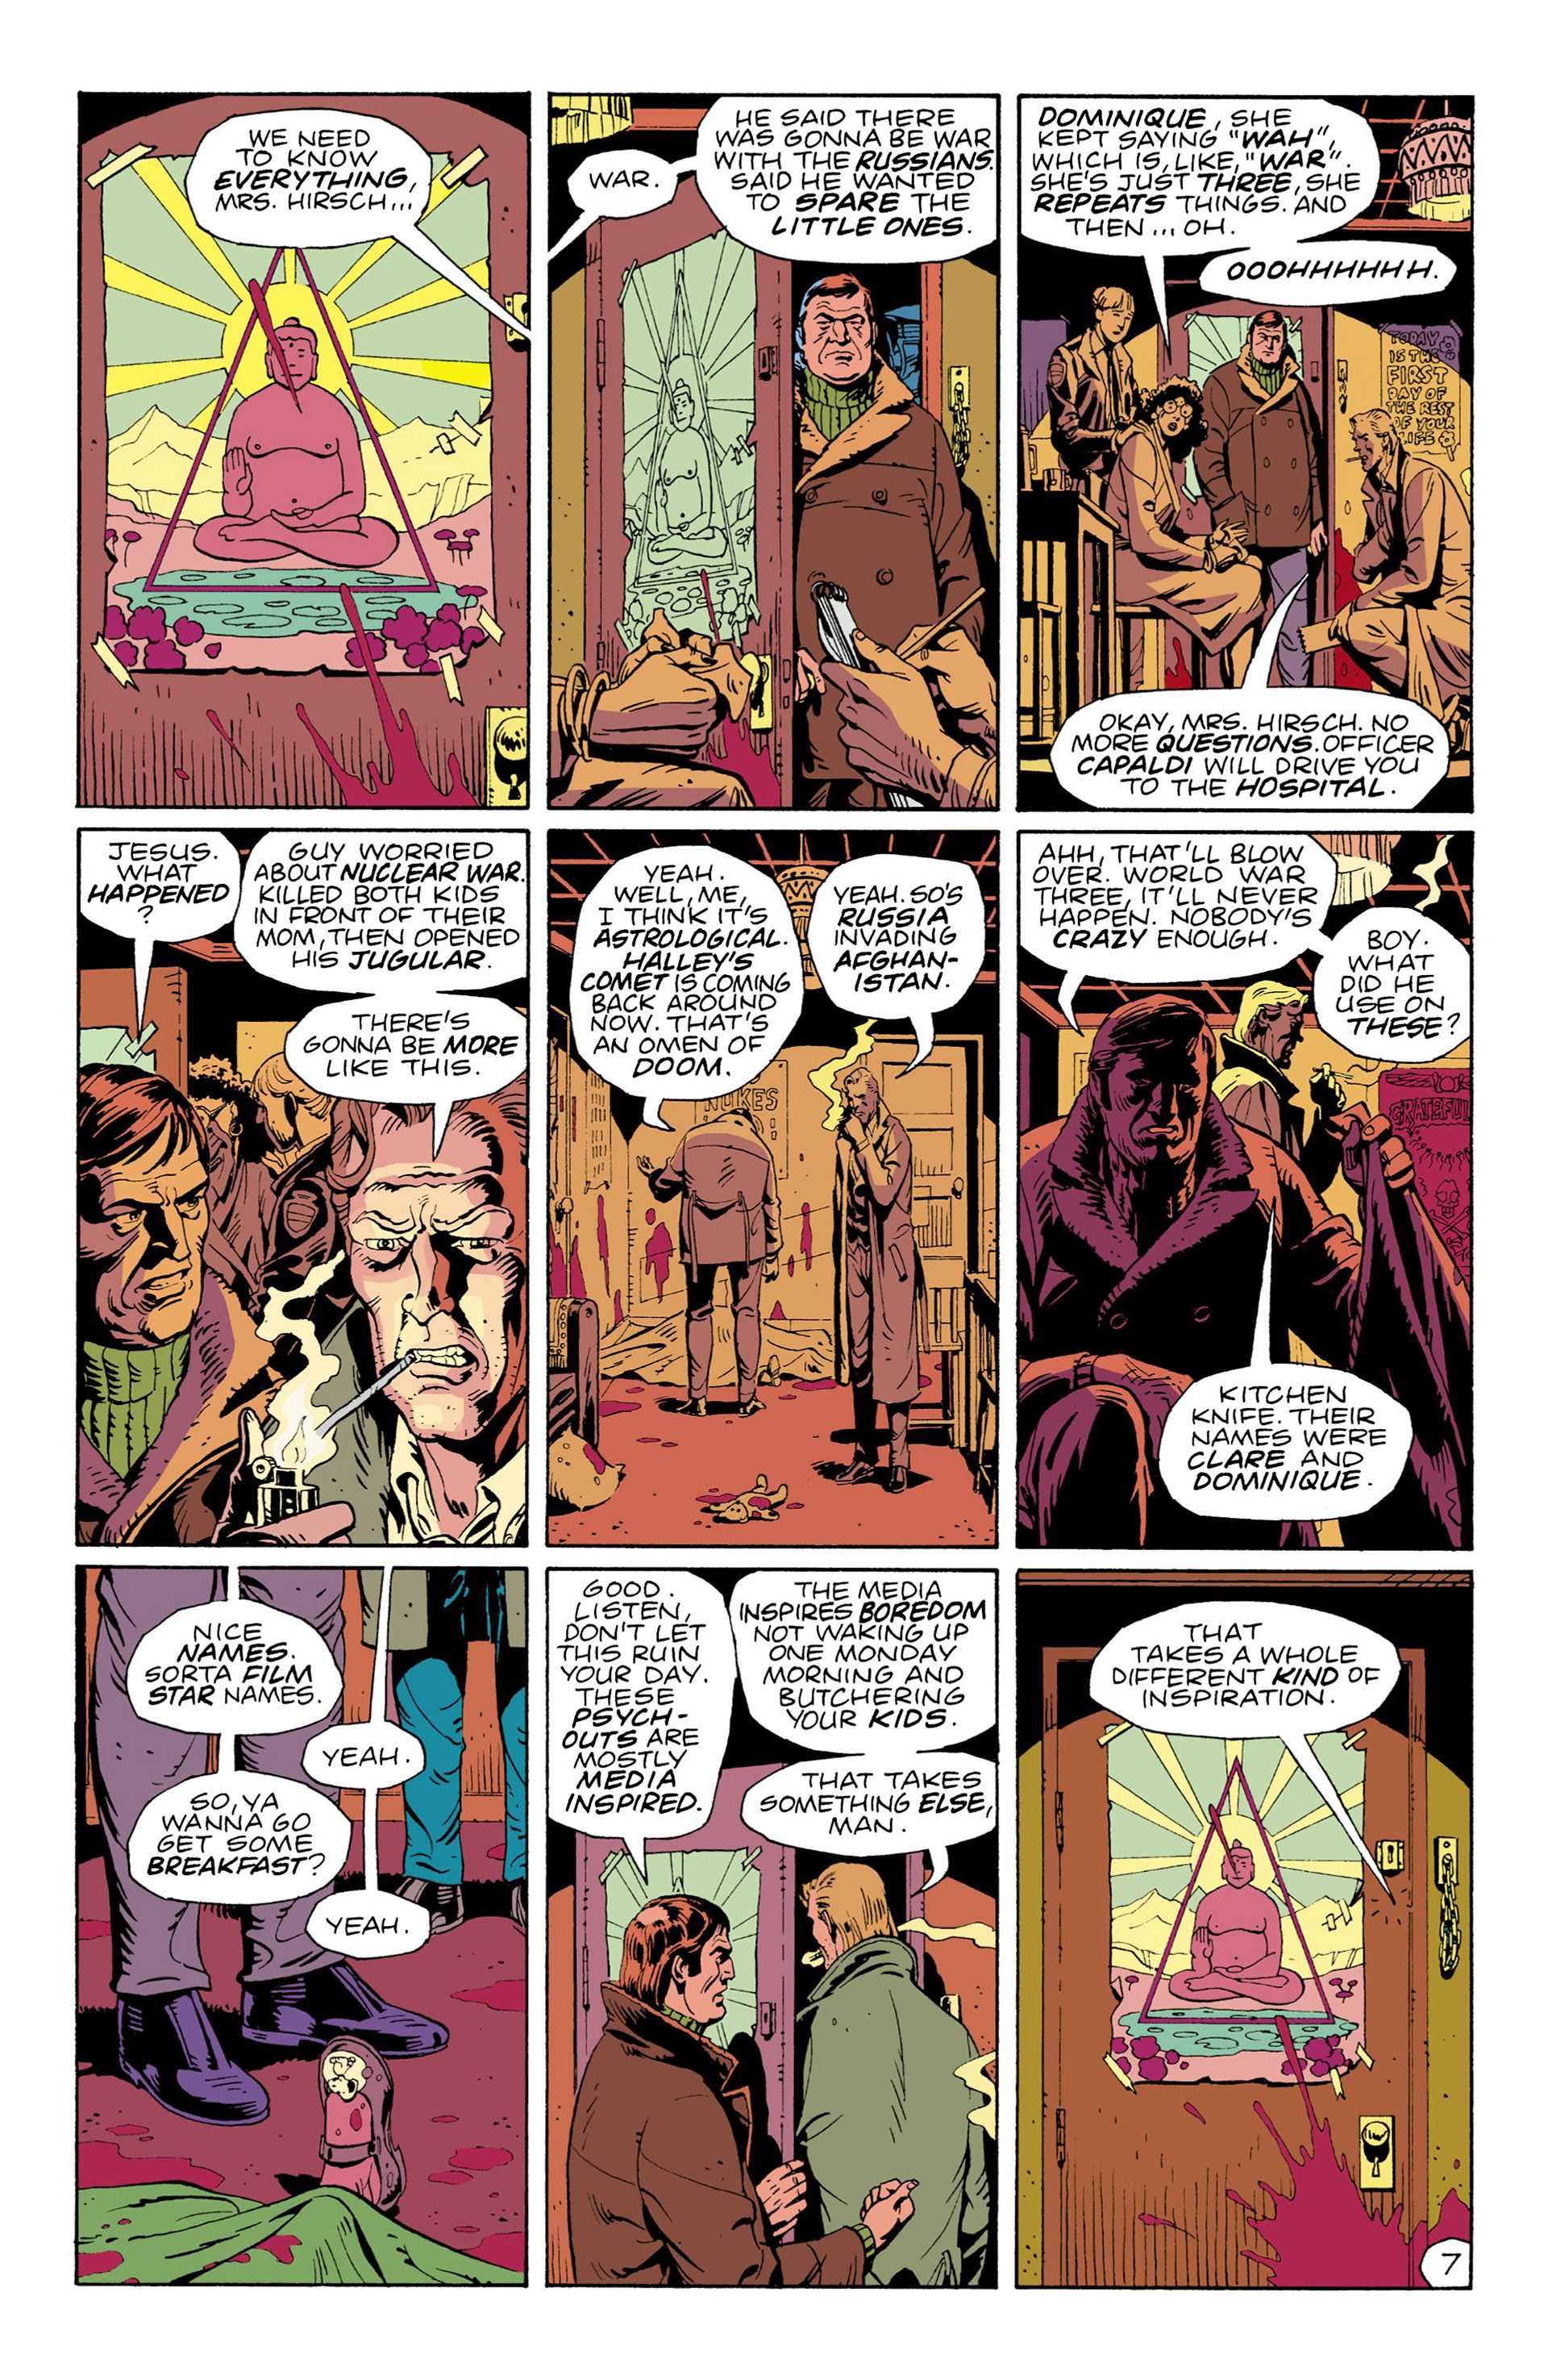 WE NEED
TO KNOW
EVERYTHING,
MRS. HIRSCH...
WAR.
HE SAID THERE
WAS GONNA BE WAR
WITH THE RUSSIANS.
SAID HE WANTED
TO SPARE THE
LITTLE ONES.
DOMINIQUE, SHE
KEPT SAYING "WAH",
WHICH IS, LIKE, "WAR".
SHE'S JUST THREE, SHE
REPEATS THINGS. AND
THEN... OH.
OOOHHHHHH.
TODAY
IS THE
FIRST
DAY OF
THE REST
OF YOUR
LIFE
OKAY, MRS. HIRSCH. NO
MORE QUESTIONS. OFFICER
CAPALDI WILL DRIVE YOU
TO THE HOSPITAL.
JESUS.
WHAT
HAPPENED
?
GUY WORRIED
ABOUT NUCLEAR WAR.
KILLED BOTH KIDS
IN FRONT OF THEIR
MOM, THEN OPENED
HIS JUGULAR.
THERE'S
GONNA BE MORE
LIKE THIS.
YEAH.
WELL, ME,
I THINK IT'S
ASTROLOGICAL.
HALLEY'S
COMET IS COMING
BACK AROUND
NOW. THAT'S
AN OMEN OF
DOOM.
YEAH. SO'S
RUSSIA
INVADING
AFGHAN-
ISTAN.
NUKES
AHH, THAT'LL BLOW
OVER. WORLD WAR
THREE, IT'LL NEVER
HAPPEN. NOBODY'S
CRAZY ENOUGH.
BOY.
WHAT
DID HE
USE ON
THESE?
GRATEFUL
KITCHEN
KNIFE. THEIR
NAMES WERE
CLARE AND
DOMINIQUE.
NICE
NAMES.
SORTA FILM
STAR NAMES.
YEAH.
SO, YA
WANNA GO
GET SOME
BREAKFAST?
YEAH.
GOOD.
LISTEN,
DON'T LET
THIS RUIN
YOUR DAY.
THESE
PSYCH-
OUTS ARE
MOSTLY
MEDIA
INSPIRED.
THE MEDIA
INSPIRES BOREDOM
NOT WAKING UP
ONE MONDAY
MORNING AND
BUTCHERING
YOUR KIDS.
THAT TAKES
SOMETHING ELSE,
MAN.
THAT
TAKES A WHOLE
DIFFERENT KIND OF
INSPIRATION.
7